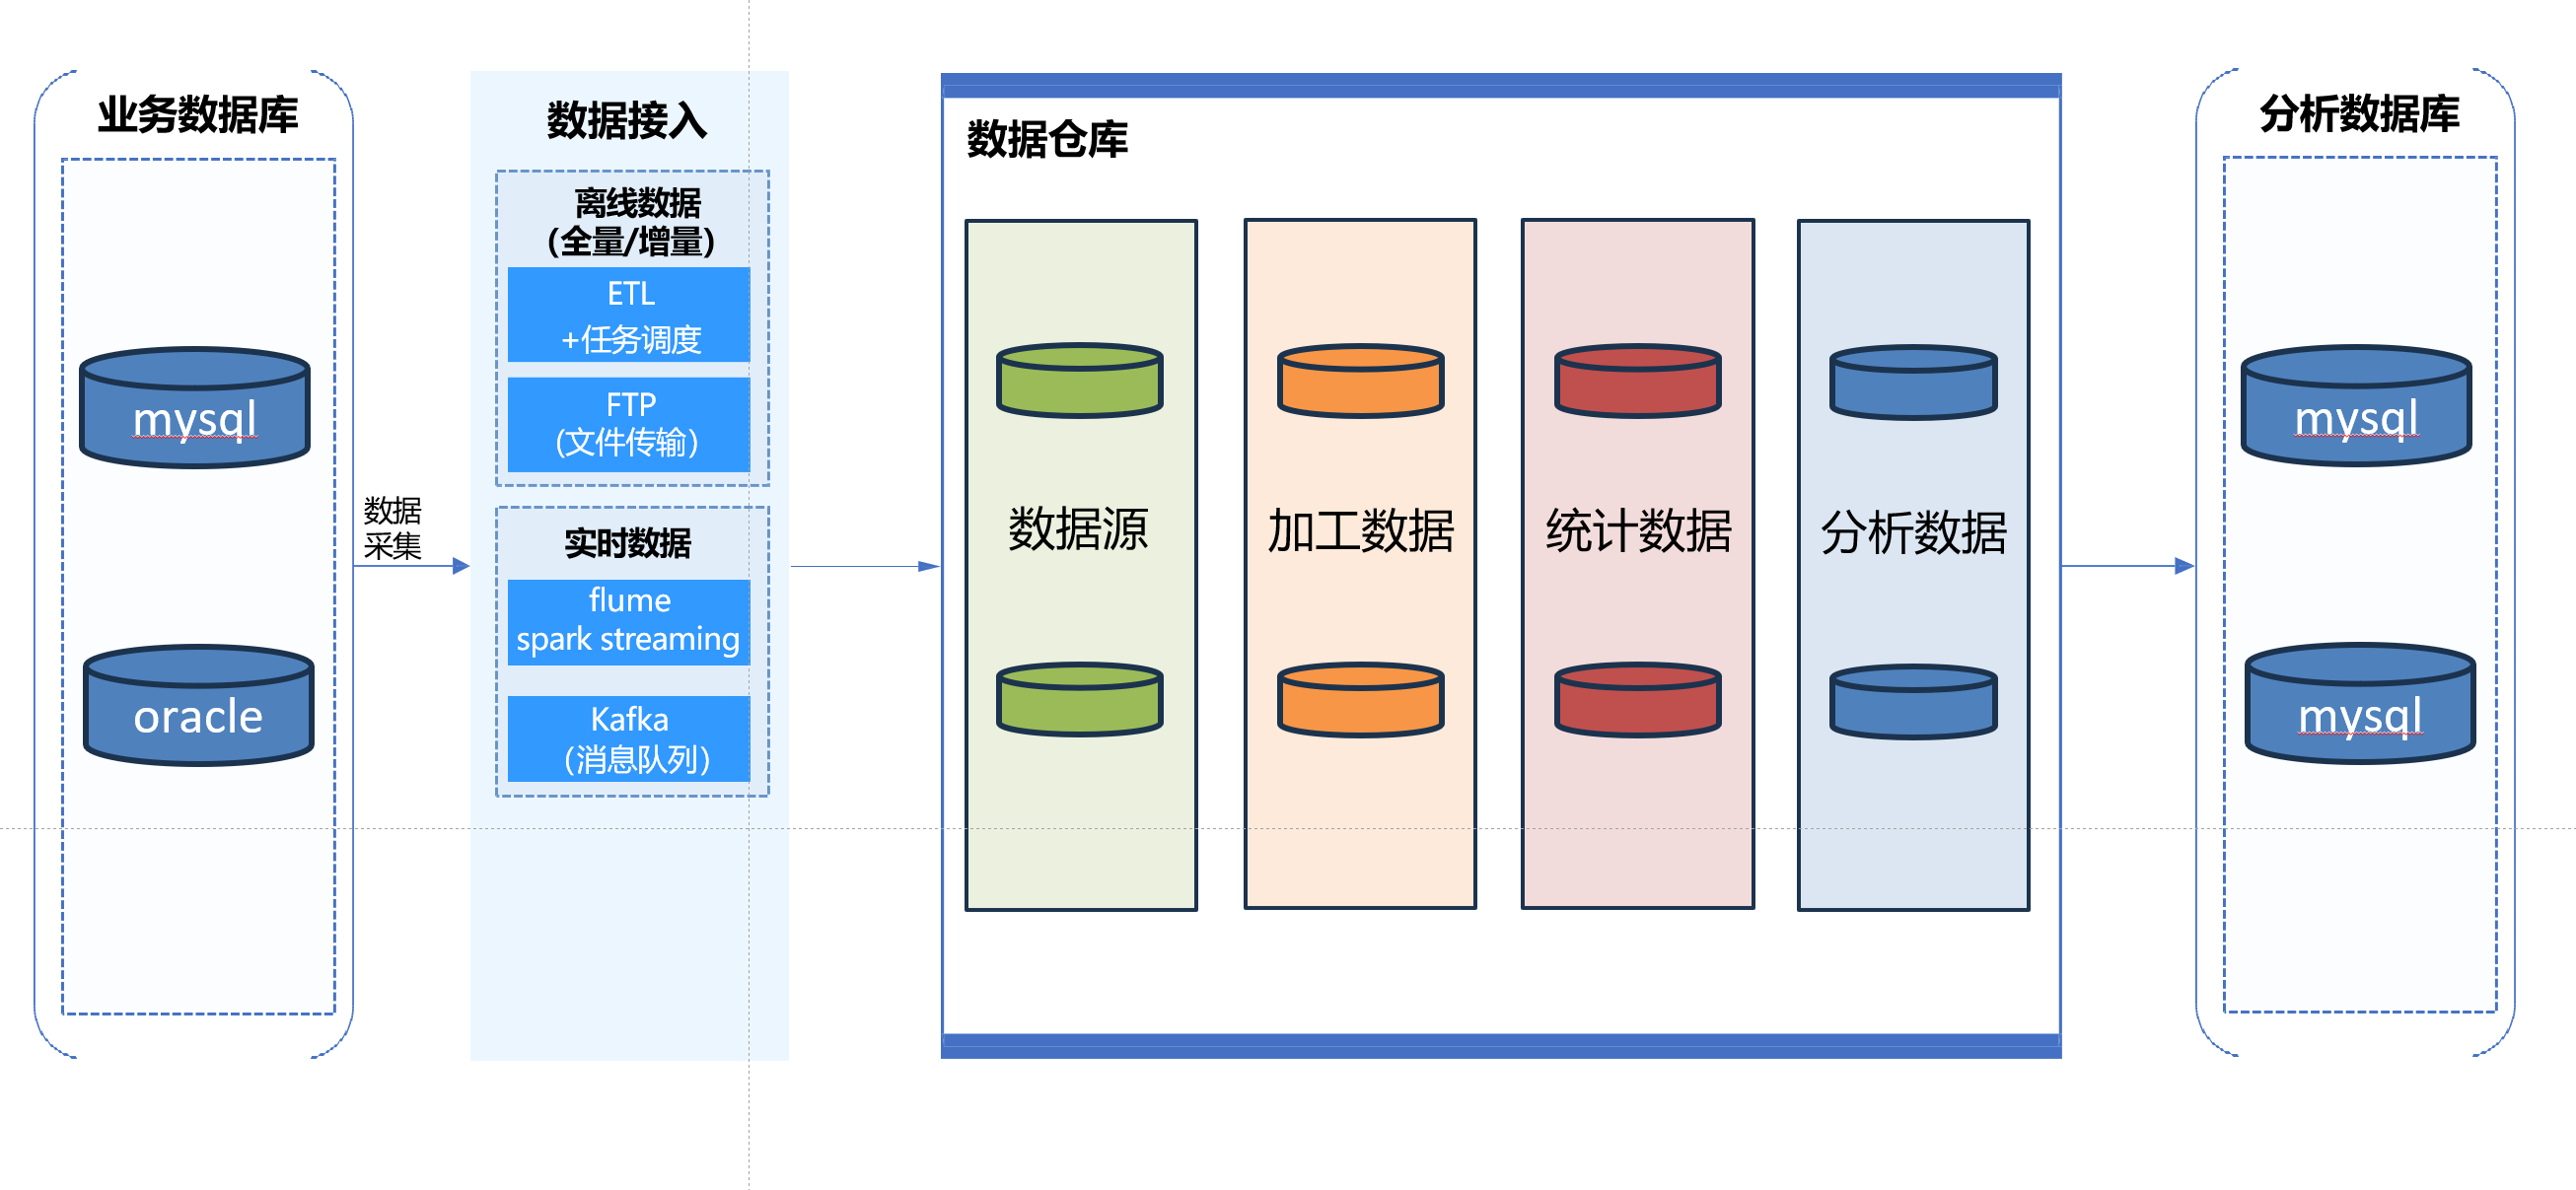 业务数据库
mysql
oracle
数据
采集
数据接入
离线数据
（全量/增量）
ETL
+任务调度
FTP
（文件传输）
实时数据
flume
spark streaming
Kafka
（消息队列）
数据仓库
数据源
加工数据
统计数据
分析数据
分析数据库
mysql
mysql